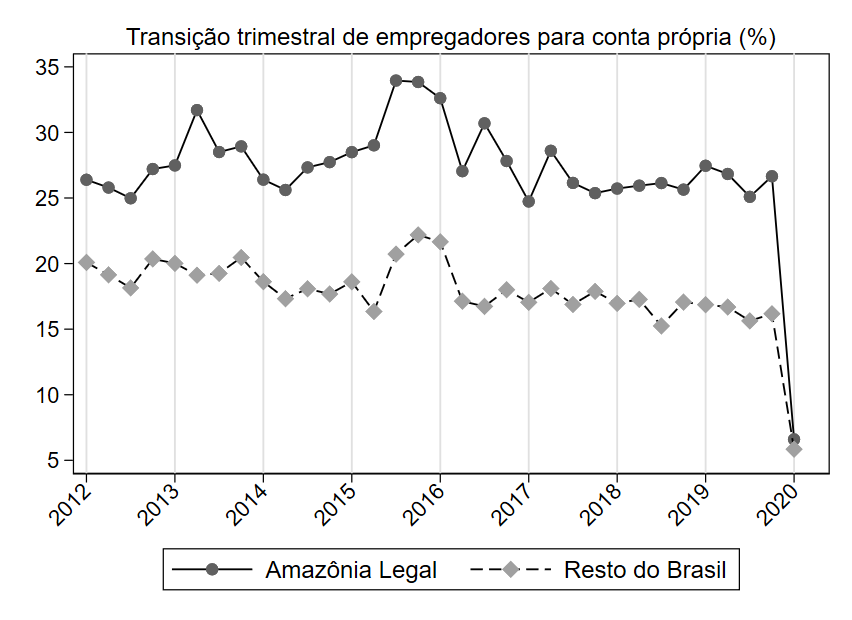 Transição trimestral de empregadores para conta própria (%)
35
30
25
20
15
10
5
2012 2013 2014 2015 2016 2017 2018 2019 2020
Amazônia Legal Resto do Brasil